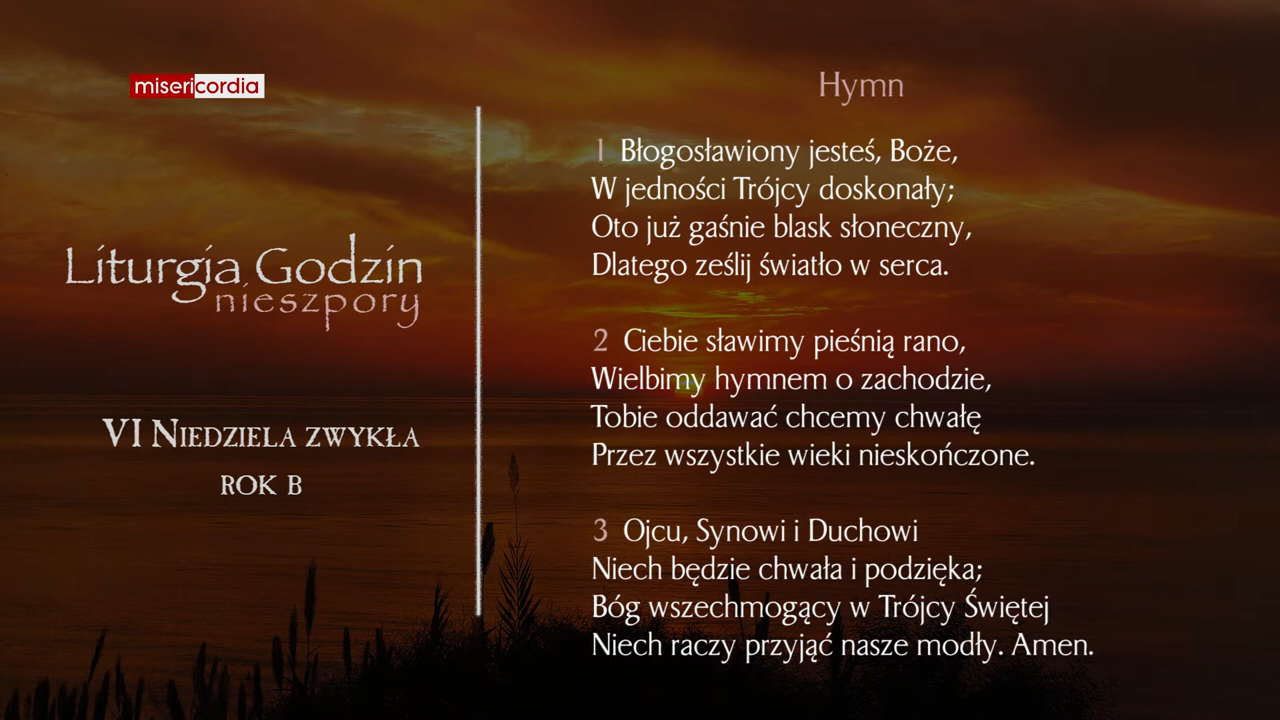 misericordia
Liturgia Godzin
nieszpory
VI Niedziela zwykła
rok B
Hymn
1 Błogosławiony jesteś, Boże,
W jedności Trójcy doskonały;
Oto już gaśnie blask słoneczny,
Dlatego ześlij światło w serca.
2 Ciebie sławimy pieśnią rano,
Wielbimy hymnem o zachodzie,
Tobie oddawać chcemy chwałę
Przez wszystkie wieki nieskończone.
3 Ojcu, Synowi i Duchowi
Niech będzie chwała i podzięka;
Bóg wszechmogący w Trójcy Świętej
Niech raczy przyjąć nasze modły. Amen.